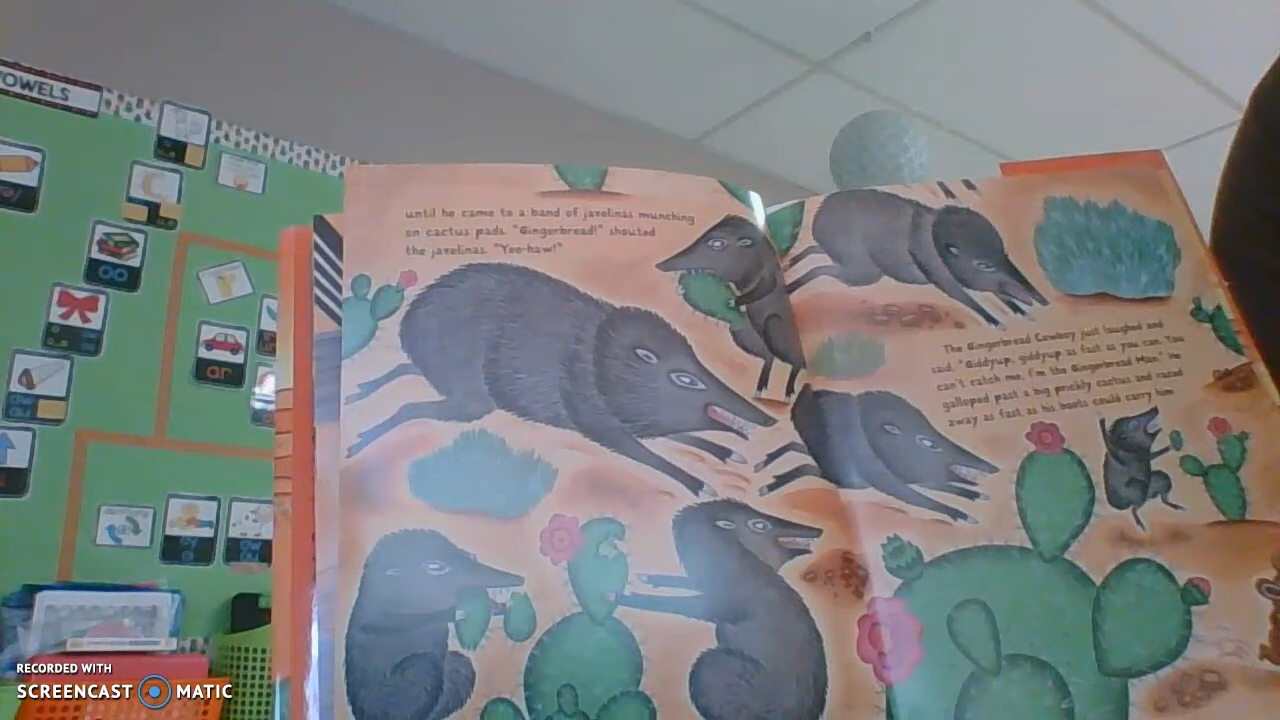 VOWELS
oo
ar
until he came to a band of javelinas munching
on cactus pads. "Gingerbread!" shouted
the javelinas. "Yee-haw!"
The Gingerbread Cowboy just laughed and
said, "Giddyup, giddyup as fast as you can. You
can't catch me. I'm the Gingerbread Man." He
galloped past a big prickly cactus and raced
away as fast as his boots could carry him
RECORDED WITH
SCREENCAST MATIC